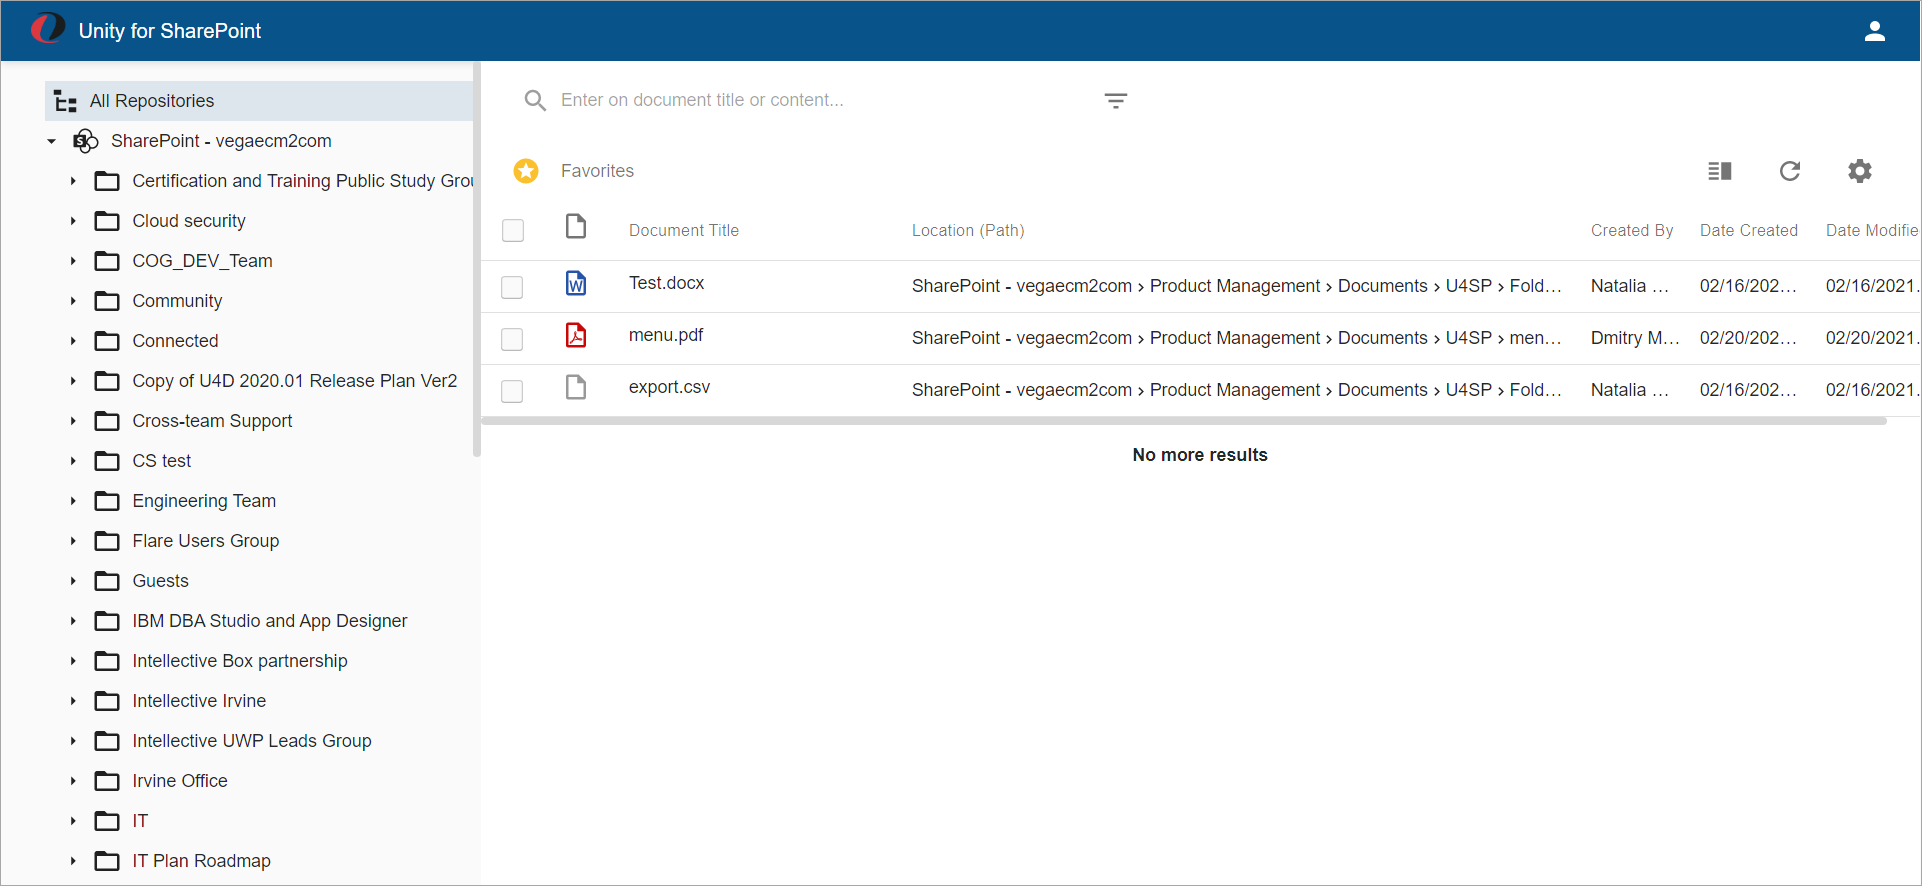 Unity for SharePoint
All Repositories
SharePoint - vegaecm2com
Certification and Training Public Study Grou
Cloud security
COG_DEV_Team
Community
Connected
Copy of U4D 2020.01 Release Plan Ver2
Cross-team Support
CS test
Engineering Team
Flare Users Group
Guests
IBM DBA Studio and App Designer
Intellective Box partnership
Intellective Irvine
Intellective UWP Leads Group
Irvine Office
IT
IT Plan Roadmap
Enter on document title or content...
Favorites
Document Title Location (Path) Created By Date Created Date Modifie
Test.docx SharePoint - vegaecm2com › Product Management › Documents › U4SP › Fold... Natalia ... 02/16/202... 02/16/2021.
menu.pdf SharePoint - vegaecm2com › Product Management › Documents › U4SP › men... Dmitry M... 02/20/202... 02/20/2021.
export.csv SharePoint - vegaecm2com › Product Management › Documents › U4SP › Fold... Natalia ... 02/16/202... 02/16/2021.
No more results